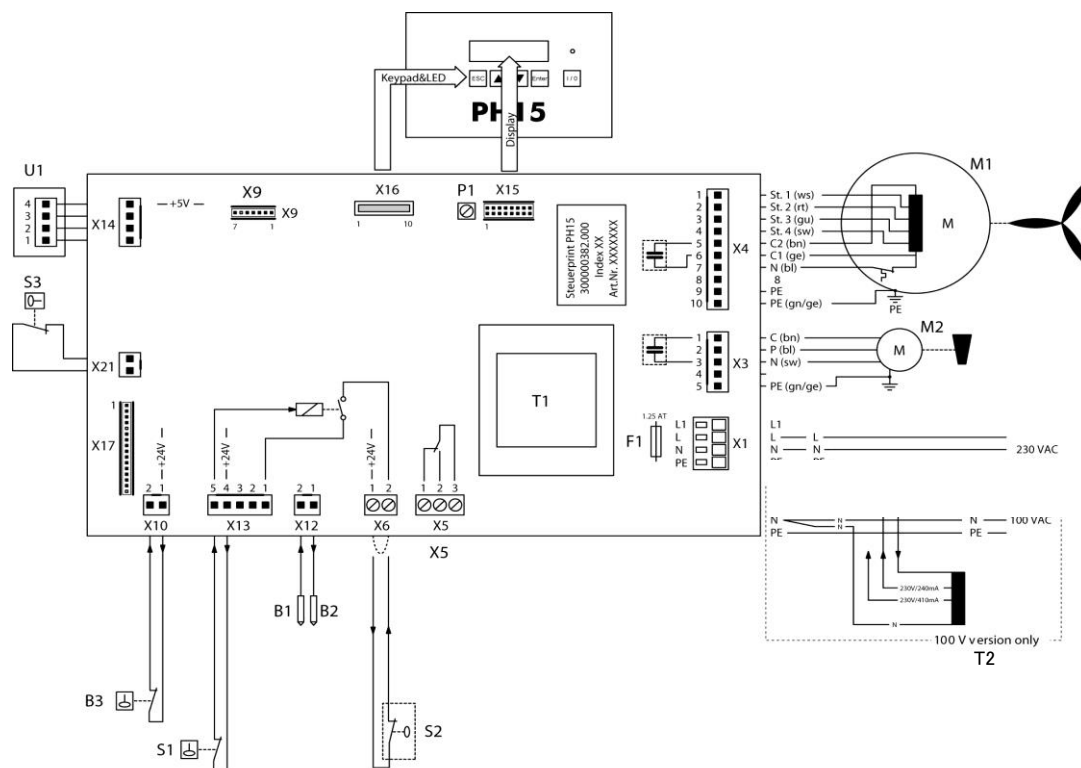 Keypad&LED
ESC
Enter
I / 0
PH15
Display
U1
4
3
2
1
X14
—+5V—
X9
X9
7 1
X16
1 10
P1
X15
1
Steuerprint PH15
300000382.000
Index XX
Art.Nr. XXXXXXX
1
2
3
4
5
6
7
8
9
10
X4
St. 1 (ws)
St. 2 (rt)
St. 3 (gu)
St. 4 (sw)
C2 (bn)
C1 (ge)
N (bl)
8
PE
PE (gn/ge)
M1
M
PE
S3
X21
1
X17
T1
1
2
3
4
5
X3
C (bn)
P (bl)
N (sw)
PE (gn/ge)
M2
M
1.25 AT
F1
L1
L
N
PE
X1
L1
L L
N N 230 VAC
+24V
2 1
X10
+24V
5 4 3 2 1
X13
2 1
X12
+24V
1 2
X6
1 2 3
X5
X5
N N N 100 VAC
N
PE PE
230V/240mA
230V/410mA
N
100 V version only
T2
B1 B2
B3
S1
S2